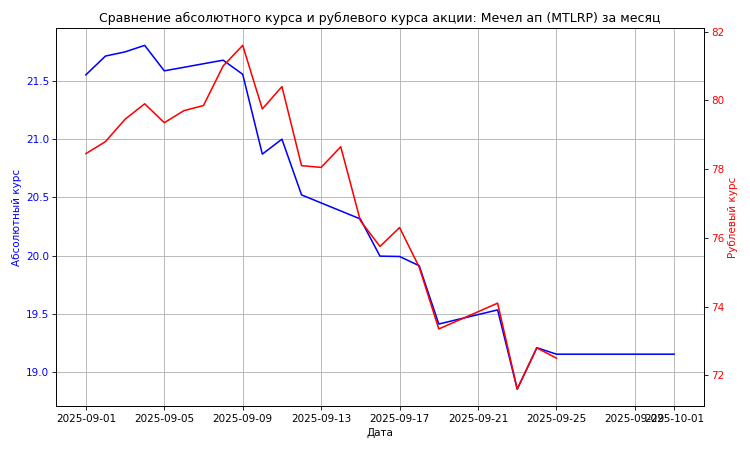 Сравнение абсолютного курса и рублевого курса акции: Мечел ап (MTLRP) за месяц
Абсолютный курс
21.5
21.0
20.5
20.0
19.5
19.0
82
80
78
76
74
72
Рублевый курс
2025-09-01 2025-09-05 2025-09-09 2025-09-13 2025-09-17 2025-09-21 2025-09-25 2025-09-29 2025-10-01
Дата